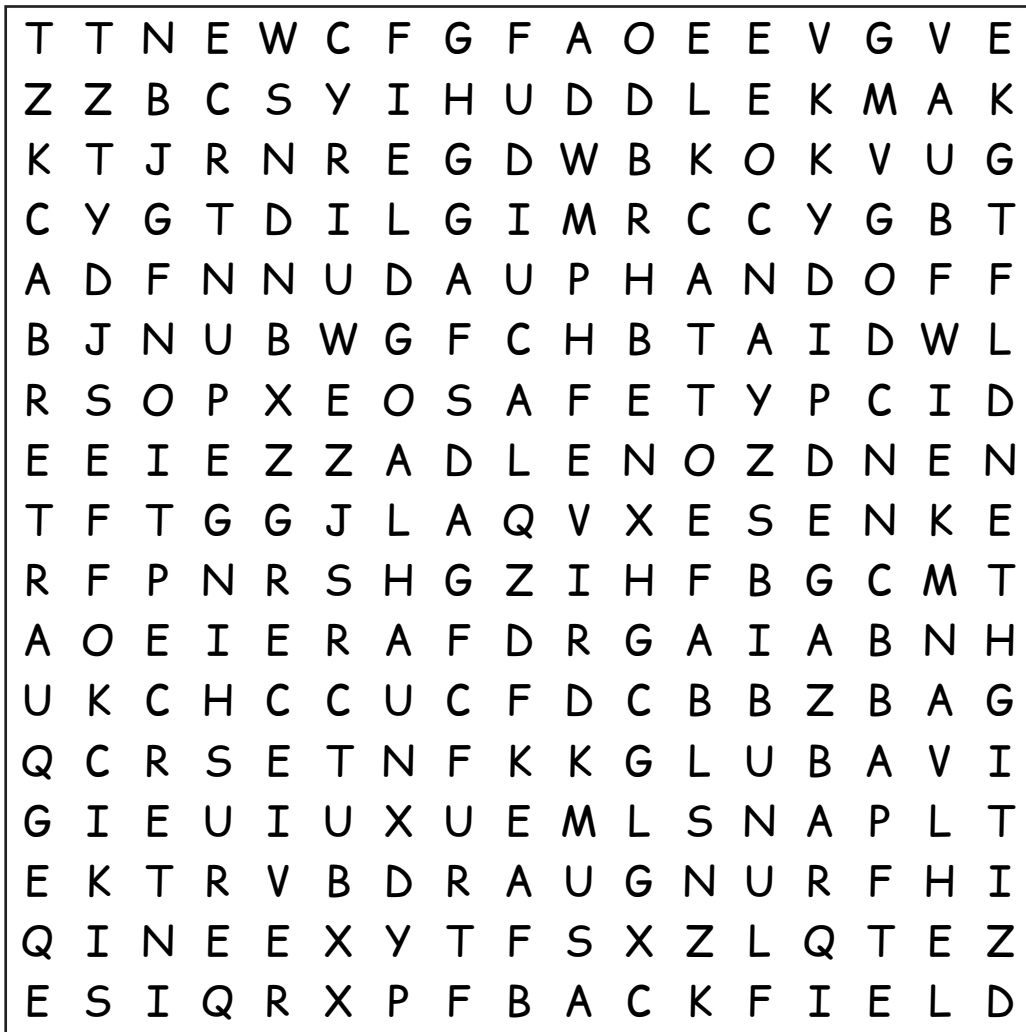 T T N E W C F G F A O E E V G V E
Z Z B C S Y I H U D D L E K M A K
K T J R N R E G D W B K O K V U G
C Y G T D I L G I M R C C Y G B T
A D F N N U D A U P H A N D O F F
B J N U B W G F C H B T A I D W L
R S O P X E O S A F E T Y P C I D
E E I E Z Z A D L E N O Z D N E N
T F T G G J L A Q V X E S E N K E
R F P N R S H G Z I H F B G C M T
A O E I E R A F D R G A I A B N H
U K C H C C U C F D C B B Z B A G
Q C R S E T N F K K G L U B A V I
G I E U I U X U E M L S N A P L T
E K T R V B D R A U G N U R F H I
Q I N E E X Y T F S X Z L Q T E Z
E S I Q R X P F B A C K F I E L D